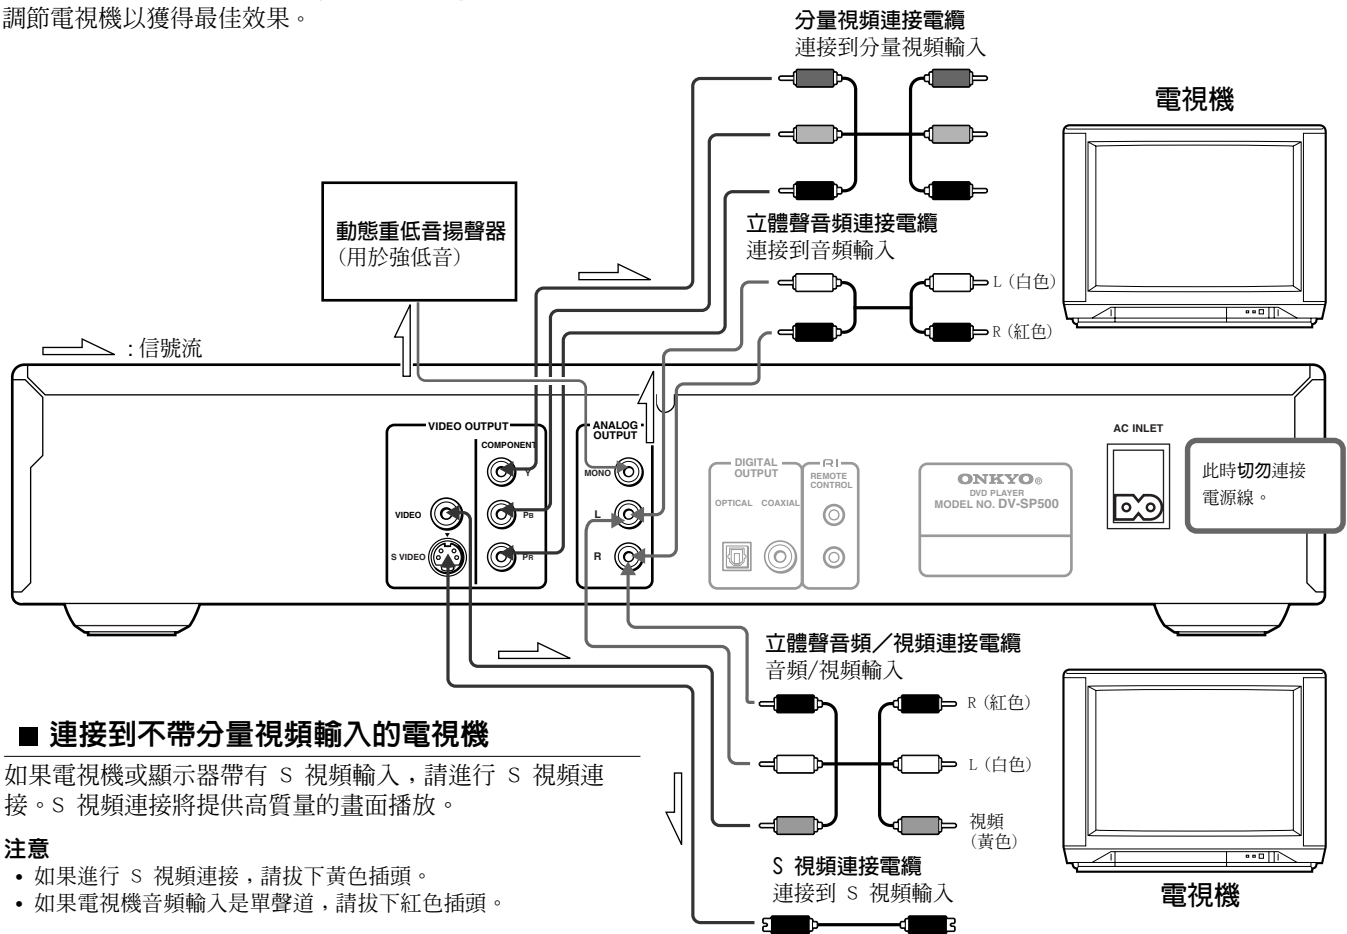 調節電視機以獲得最佳效果。
分量視頻連接電纜
連接到分量視頻輸入
電視機
動態重低音揚聲器
(用於強低音)
立體聲音頻連接電纜
連接到音頻輸入
L (白色)
R (紅色)
: 信號流
VIDEO OUTPUT
COMPONENT
Y
PB
PR
VIDEO
S VIDEO
ANALOG
OUTPUT
MONO
L
R
DIGITAL
OUTPUT
OPTICAL COAXIAL
RI
REMOTE
CONTROL
ONKYO®
DVD PLAYER
MODEL NO. DV-SP500
AC INLET
此時切勿連接
電源線。
立體聲音頻／視頻連接電纜
音頻/視頻輸入
R (紅色)
L (白色)
視頻
(黃色)
S 視頻連接電纜
連接到 S 視頻輸入
電視機
■ 連接到不帶分量視頻輸入的電視機
如果電視機或顯示器帶有 S 視頻輸入，請進行 S 視頻連
接。S 視頻連接將提供高質量的畫面播放。
注意
• 如果進行 S 視頻連接，請拔下黃色插頭。
• 如果電視機音頻輸入是單聲道，請拔下紅色插頭。